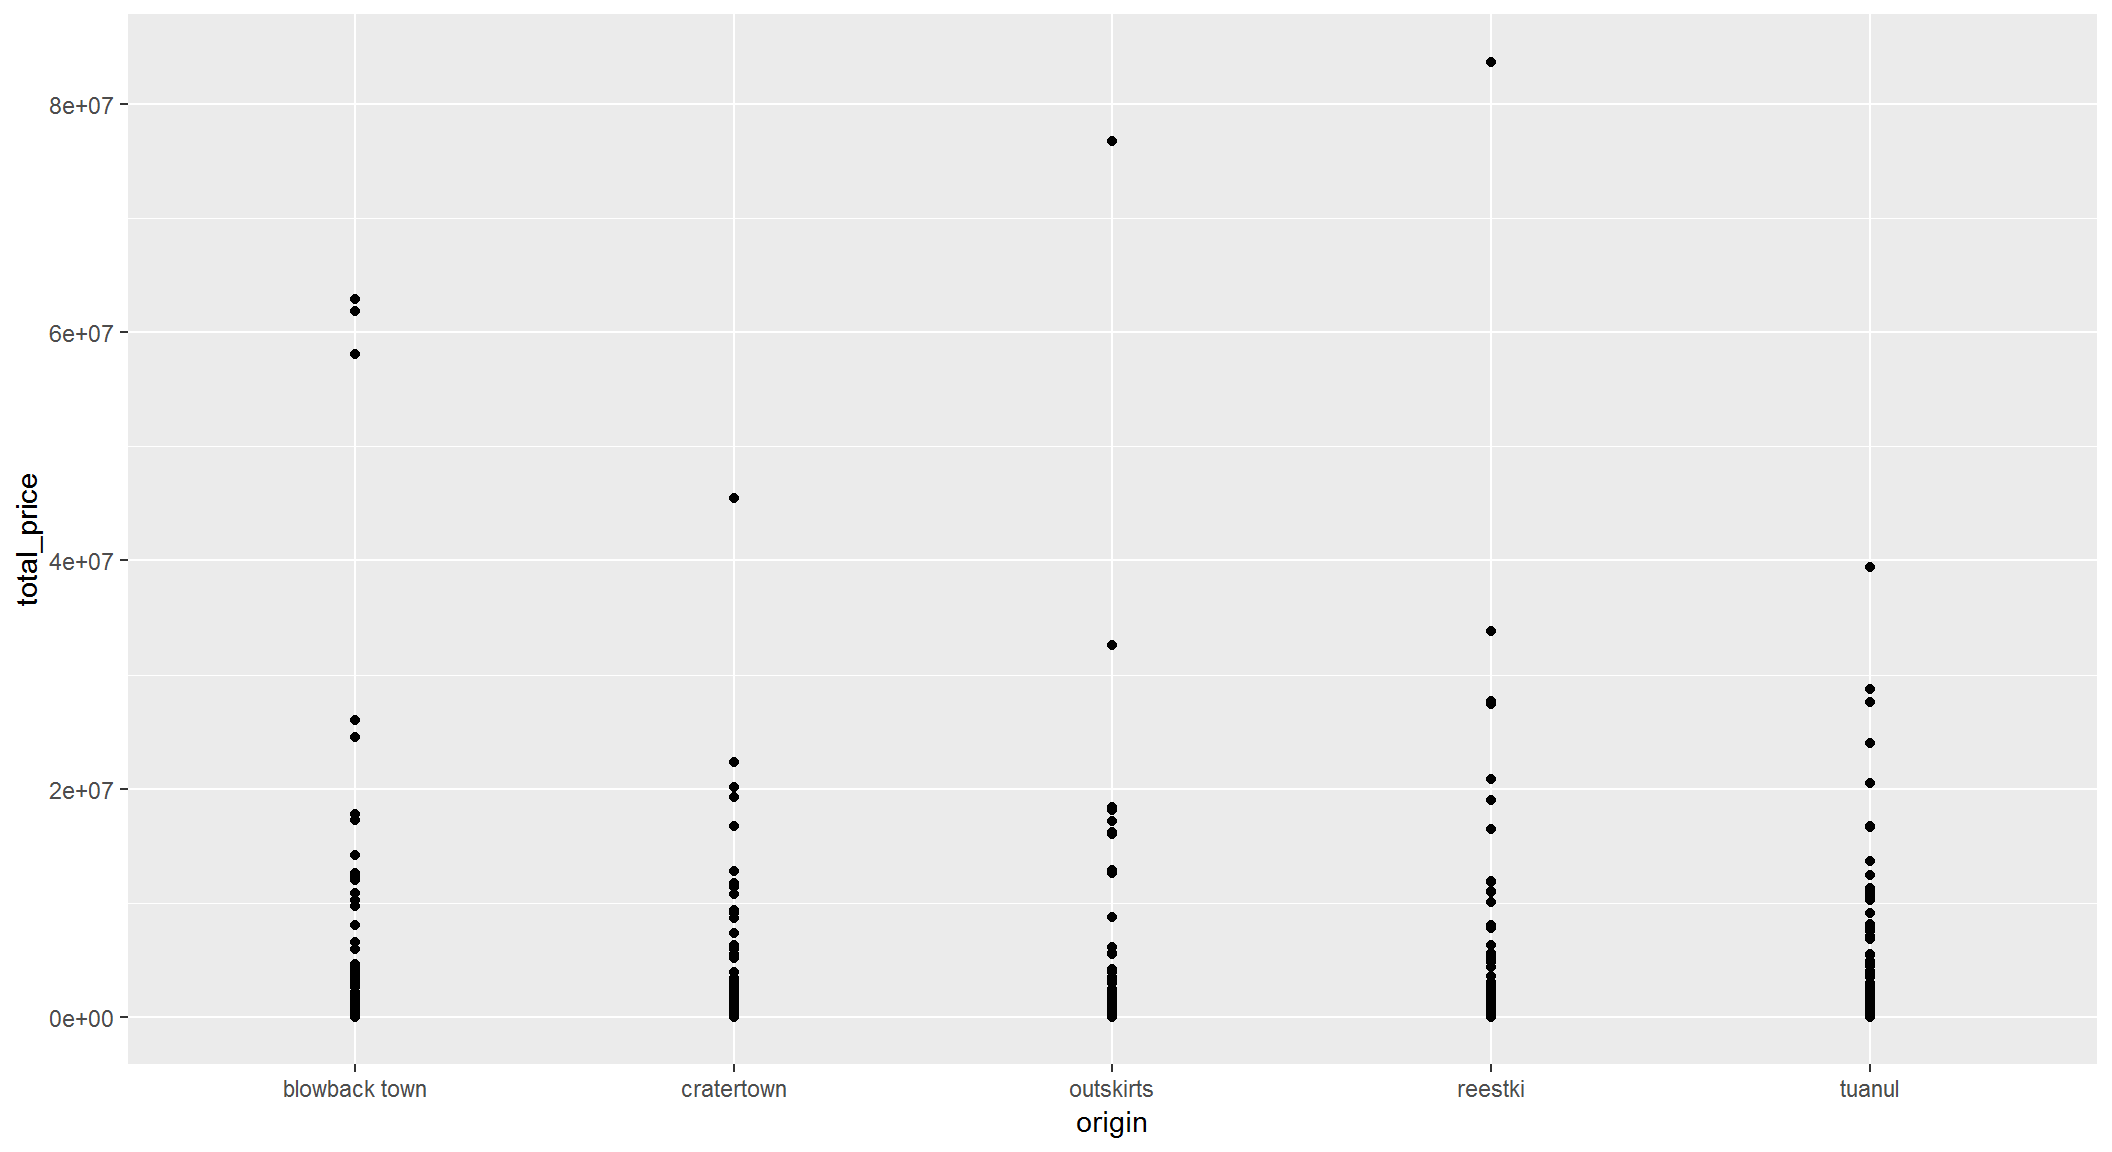 total_price
8e+07
6e+07
4e+07
2e+07
0e+00
blowback town
cratertown
outskirts
reestki
tuanul
origin